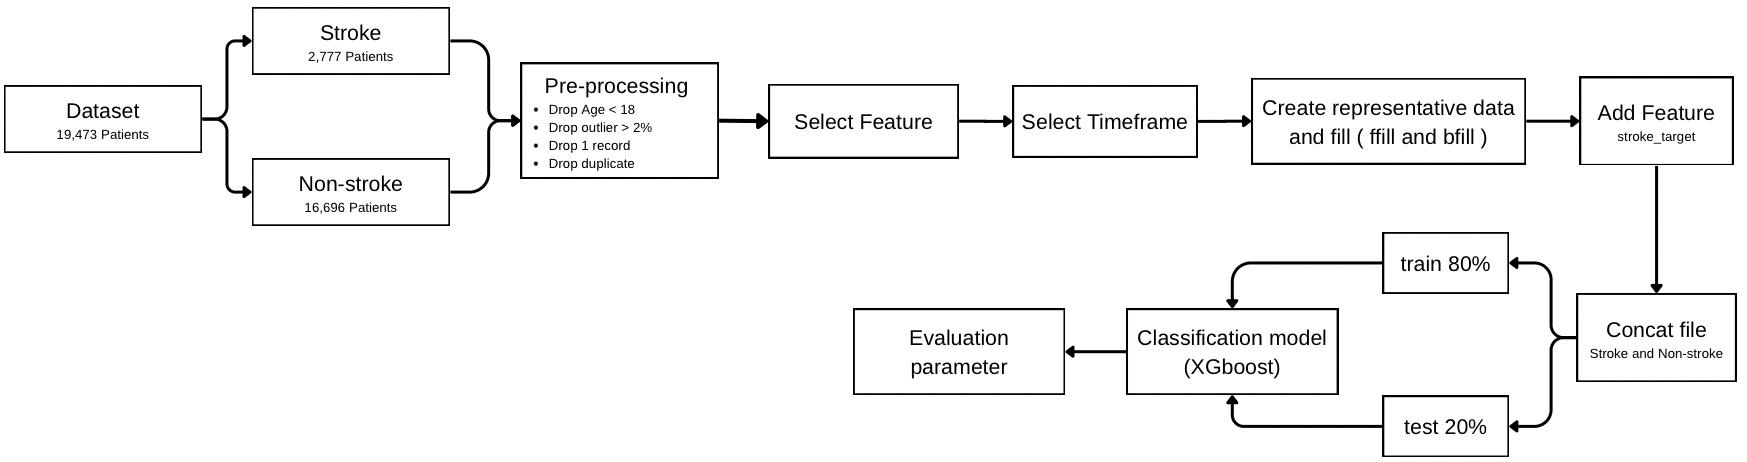 Dataset
19,473 Patients
Stroke
2,777 Patients
Non-stroke
16,696 Patients
Pre-processing
• Drop Age < 18
• Drop outlier > 2%
• Drop 1 record
• Drop duplicate
Select Feature
Select Timeframe
Create representative data
and fill ( ffill and bfill )
Add Feature
stroke_target
Concat file
Stroke and Non-stroke
train 80%
test 20%
Classification model
(XGboost)
Evaluation
parameter